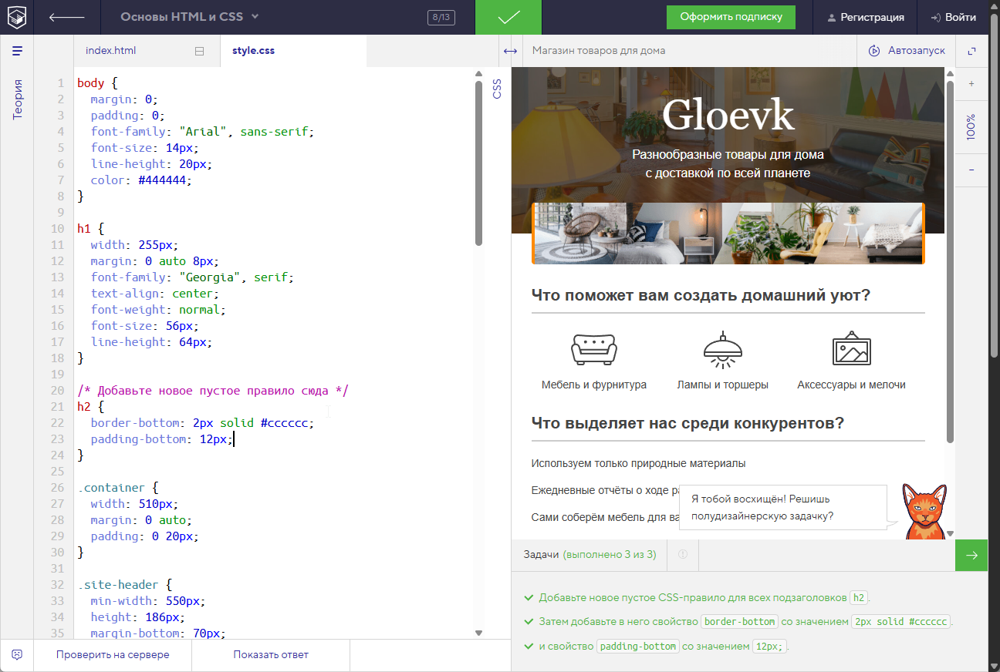 Основы HTML и CSS
8/13
Оформить подписку
Регистрация
Войти
index.html
style.css
Магазин товаров для дома
Автозапуск
Теория
CSS
+
100%
−
1 body {
2 margin: 0;
3 padding: 0;
4 font-family: "Arial", sans-serif;
5 font-size: 14px;
6 line-height: 20px;
7 color: #444444;
8 }
9
10 h1 {
11 width: 255px;
12 margin: 0 auto 8px;
13 font-family: "Georgia", serif;
14 text-align: center;
15 font-weight: normal;
16 font-size: 56px;
17 line-height: 64px;
18 }
19
20 /* Добавьте новое пустое правило сюда */
21 h2 {
22 border-bottom: 2px solid #cccccc;
23 padding-bottom: 12px;
24 }
25
26 .container {
27 width: 510px;
28 margin: 0 auto;
29 padding: 0 20px;
30 }
31
32 .site-header {
33 min-width: 550px;
34 height: 186px;
35 margin-bottom: 70px;
Проверить на сервере
Показать ответ
Gloevk
Разнообразные товары для дома
с доставкой по всей планете
Что поможет вам создать домашний уют?
Мебель и фурнитура
Лампы и торшеры
Аксессуары и мелочи
Что выделяет нас среди конкурентов?
Используем только природные материалы
Ежедневные отчёты о ходе ра
Сами соберём мебель для ва
Я тобой восхищён! Решишь
полудизайнерскую задачку?
Задачи (выполнено 3 из 3)
Добавьте новое пустое CSS-правило для всех подзаголовков h2.
Затем добавьте в него свойство border-bottom со значением 2px solid #cccccc.
и свойство padding-bottom со значением 12px;.